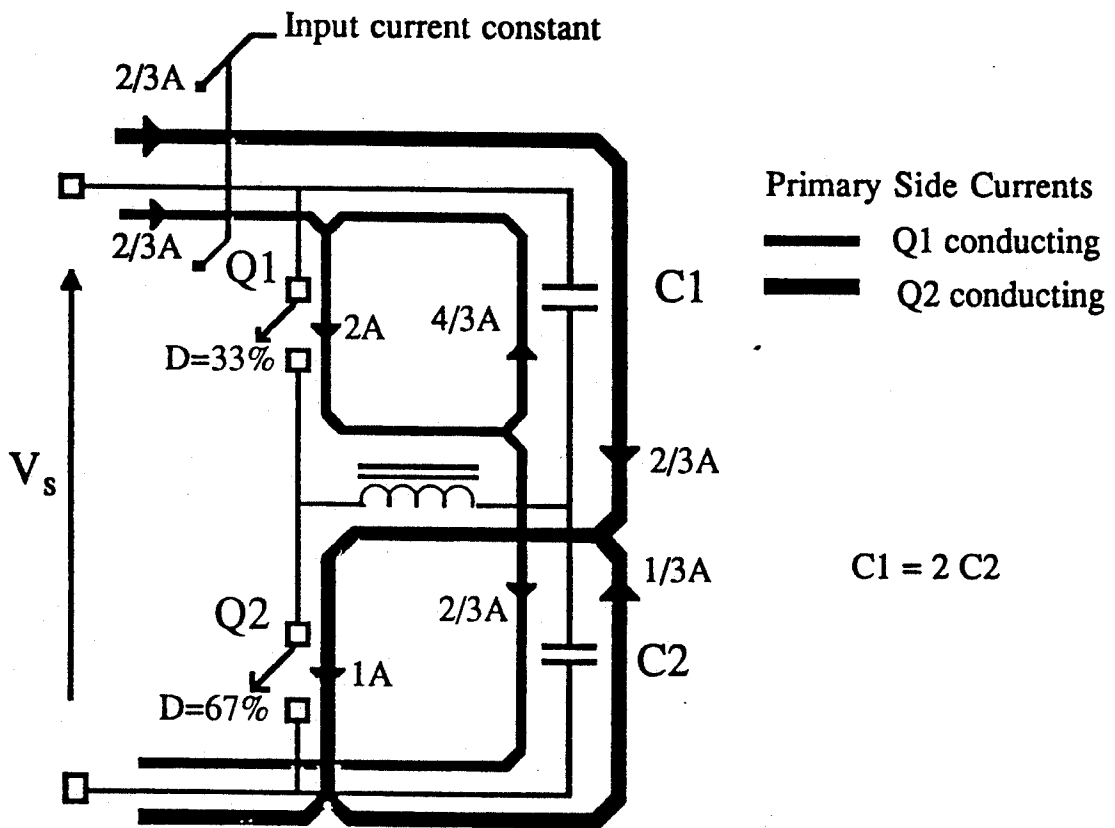 Input current constant
2/3A
2/3A
Primary Side Currents
Q1 conducting
Q2 conducting
Q1
2A
4/3A
C1
D=33%
Vs
2/3A
1/3A
C1 = 2 C2
2/3A
Q2
C2
1A
D=67%